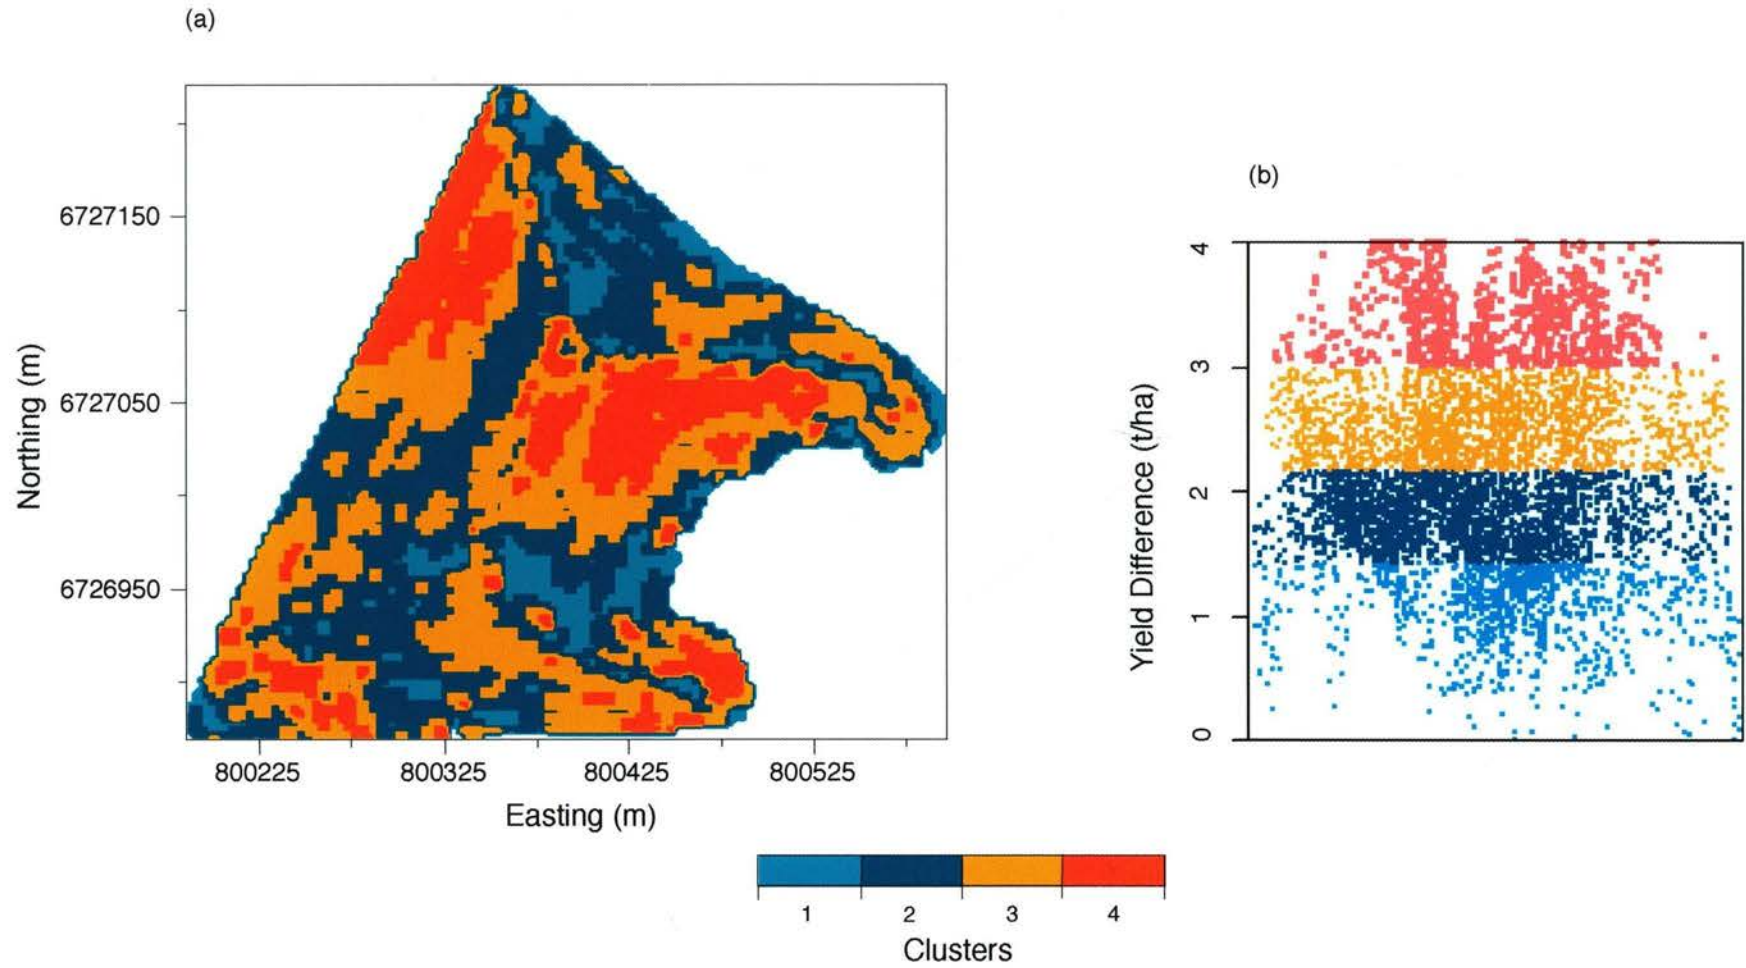 (a)
(b)
6727150
6727050
6726950
Northing (m)
800225 800325 800425 800525
Easting (m)
4
3
2
1
0
Yield Difference (t/ha)
1 2 3 4
Clusters